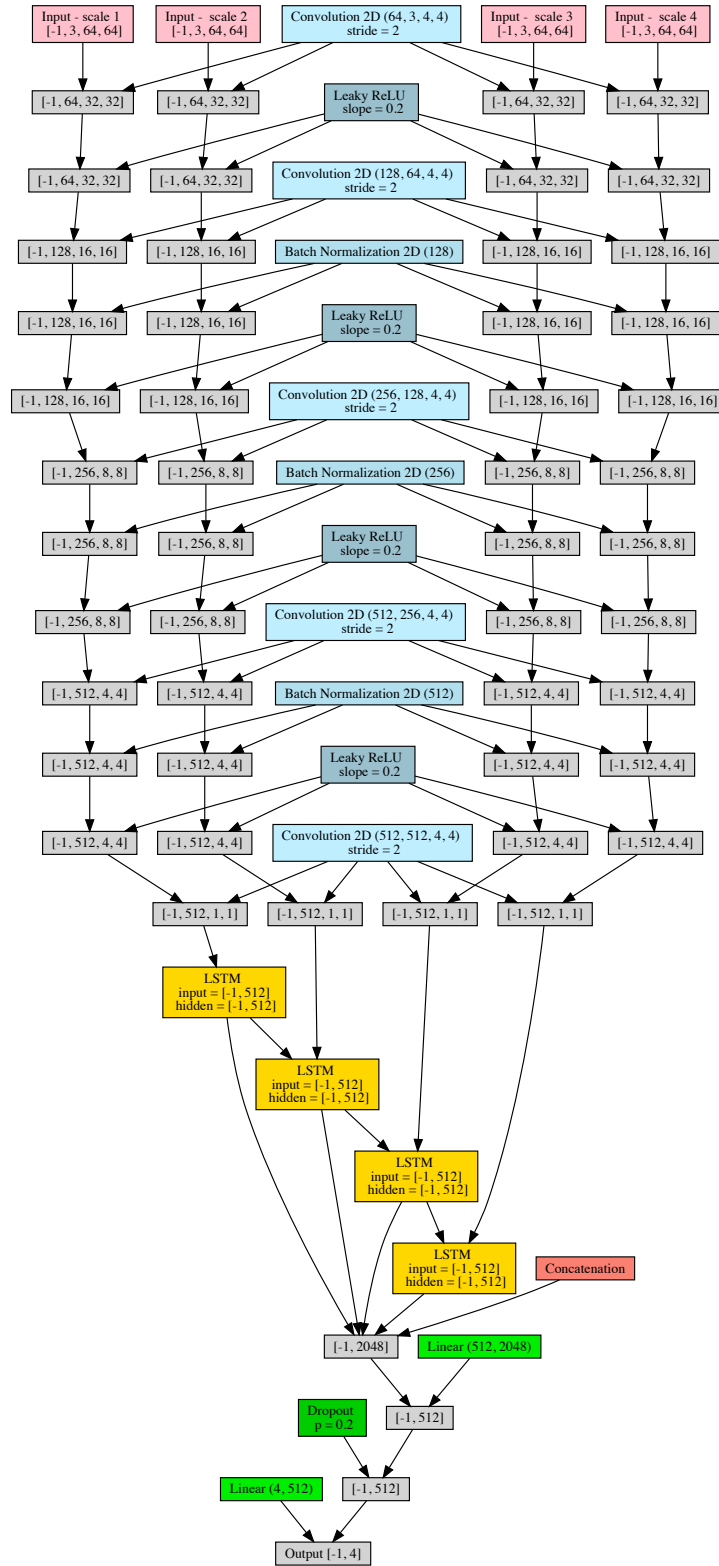 Input - scale 1
[-1, 3, 64, 64]
Input - scale 2
[-1, 3, 64, 64]
Convolution 2D (64, 3, 4, 4)
stride = 2
Input - scale 3
[-1, 3, 64, 64]
Input - scale 4
[-1, 3, 64, 64]
[-1, 64, 32, 32]
[-1, 64, 32, 32]
Leaky ReLU
slope = 0.2
[-1, 64, 32, 32]
[-1, 64, 32, 32]
[-1, 64, 32, 32]
[-1, 64, 32, 32]
Convolution 2D (128, 64, 4, 4)
stride = 2
[-1, 64, 32, 32]
[-1, 64, 32, 32]
[-1, 128, 16, 16]
[-1, 128, 16, 16]
Batch Normalization 2D (128)
[-1, 128, 16, 16]
[-1, 128, 16, 16]
[-1, 128, 16, 16]
[-1, 128, 16, 16]
Leaky ReLU
slope = 0.2
[-1, 128, 16, 16]
[-1, 128, 16, 16]
[-1, 128, 16, 16]
[-1, 128, 16, 16]
Convolution 2D (256, 128, 4, 4)
stride = 2
[-1, 128, 16, 16]
[-1, 128, 16, 16]
[-1, 256, 8, 8]
[-1, 256, 8, 8]
Batch Normalization 2D (256)
[-1, 256, 8, 8]
[-1, 256, 8, 8]
[-1, 256, 8, 8]
[-1, 256, 8, 8]
Leaky ReLU
slope = 0.2
[-1, 256, 8, 8]
[-1, 256, 8, 8]
[-1, 256, 8, 8]
[-1, 256, 8, 8]
Convolution 2D (512, 256, 4, 4)
stride = 2
[-1, 256, 8, 8]
[-1, 256, 8, 8]
[-1, 512, 4, 4]
[-1, 512, 4, 4]
Batch Normalization 2D (512)
[-1, 512, 4, 4]
[-1, 512, 4, 4]
[-1, 512, 4, 4]
[-1, 512, 4, 4]
Leaky ReLU
slope = 0.2
[-1, 512, 4, 4]
[-1, 512, 4, 4]
[-1, 512, 4, 4]
[-1, 512, 4, 4]
Convolution 2D (512, 512, 4, 4)
stride = 2
[-1, 512, 4, 4]
[-1, 512, 4, 4]
[-1, 512, 1, 1]
[-1, 512, 1, 1]
[-1, 512, 1, 1]
[-1, 512, 1, 1]
LSTM
input = [-1, 512]
hidden = [-1, 512]
LSTM
input = [-1, 512]
hidden = [-1, 512]
LSTM
input = [-1, 512]
hidden = [-1, 512]
LSTM
input = [-1, 512]
hidden = [-1, 512]
Concatenation
[-1, 2048]
Linear (512, 2048)
Dropout
p = 0.2
[-1, 512]
Linear (4, 512)
[-1, 512]
Output [-1, 4]